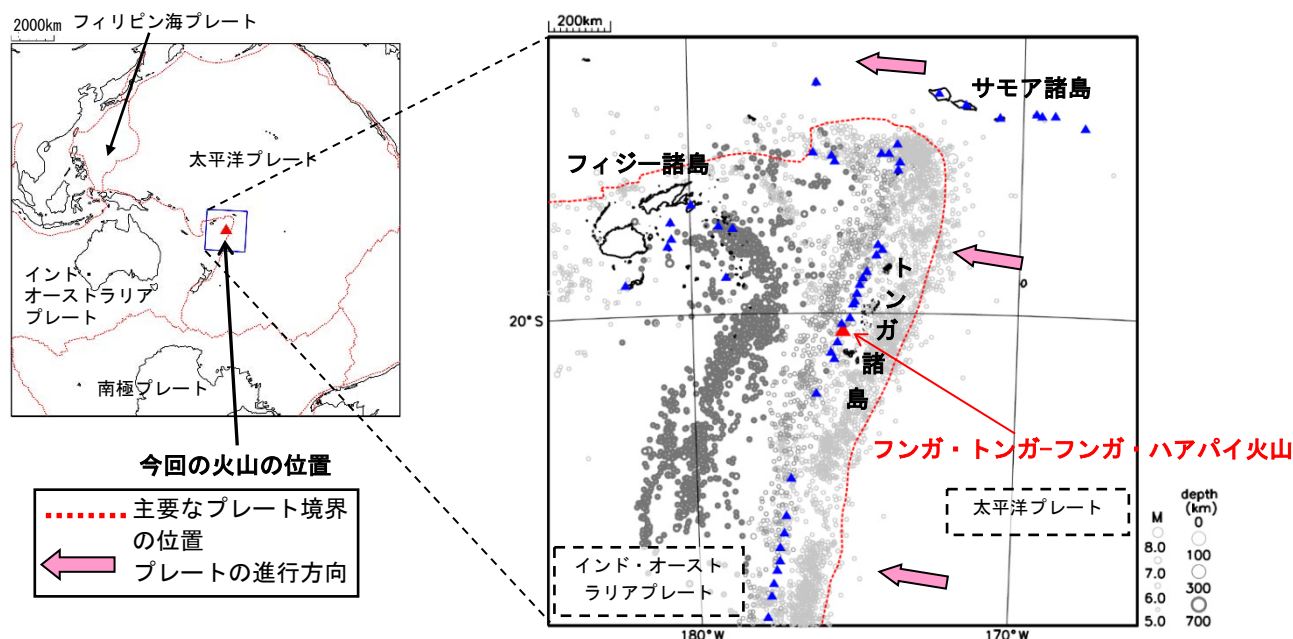 2000km
フィリピン海プレート
太平洋プレート
インド・
オーストラリア
プレート
南極プレート
今回の火山の位置
主要なプレート境界
の位置
プレートの進行方向
200km
サモア諸島
フィジー諸島
トンガ諸島
20°S
フンガ・トンガ–フンガ・ハアパイ火山
太平洋プレート
インド・オースト
ラリアプレート
180°W
170°W
M
8.0
7.0
6.0
5.0
depth
(km)
0
100
300
700